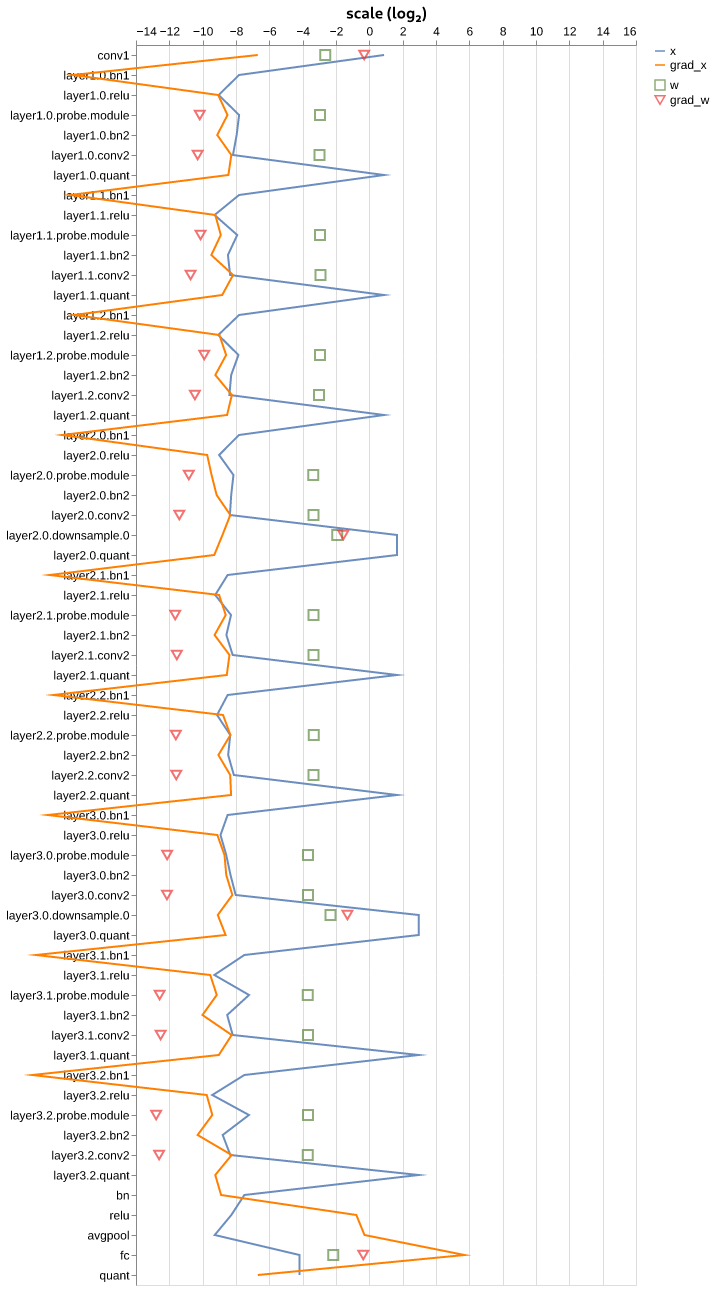 scale (log₂)
−14 −12 −10 −8 −6 −4 −2 0 2 4 6 8 10 12 14 16
x
grad_x
w
grad_w
conv1
layer1.0.bn1
layer1.0.relu
layer1.0.probe.module
layer1.0.bn2
layer1.0.conv2
layer1.0.quant
layer1.1.bn1
layer1.1.relu
layer1.1.probe.module
layer1.1.bn2
layer1.1.conv2
layer1.1.quant
layer1.2.bn1
layer1.2.relu
layer1.2.probe.module
layer1.2.bn2
layer1.2.conv2
layer1.2.quant
layer2.0.bn1
layer2.0.relu
layer2.0.probe.module
layer2.0.bn2
layer2.0.conv2
layer2.0.downsample.0
layer2.0.quant
layer2.1.bn1
layer2.1.relu
layer2.1.probe.module
layer2.1.bn2
layer2.1.conv2
layer2.1.quant
layer2.2.bn1
layer2.2.relu
layer2.2.probe.module
layer2.2.bn2
layer2.2.conv2
layer2.2.quant
layer3.0.bn1
layer3.0.relu
layer3.0.probe.module
layer3.0.bn2
layer3.0.conv2
layer3.0.downsample.0
layer3.0.quant
layer3.1.bn1
layer3.1.relu
layer3.1.probe.module
layer3.1.bn2
layer3.1.conv2
layer3.1.quant
layer3.2.bn1
layer3.2.relu
layer3.2.probe.module
layer3.2.bn2
layer3.2.conv2
layer3.2.quant
bn
relu
avgpool
fc
quant